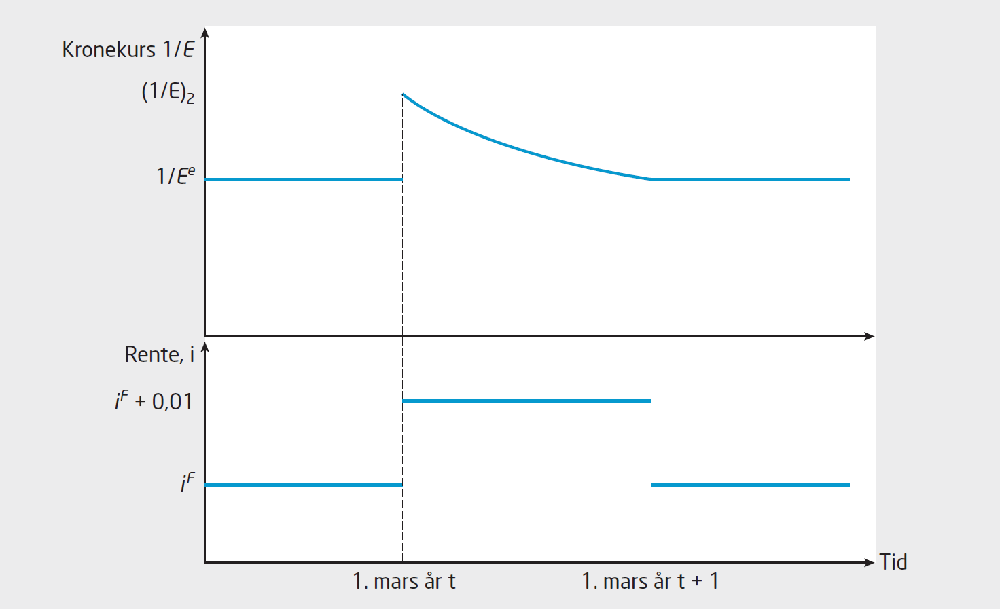 Kronekurs 1/E
(1/E)₂
1/Eᵉ
Rente, i
iᶠ + 0,01
iᶠ
Tid
1. mars år t
1. mars år t + 1